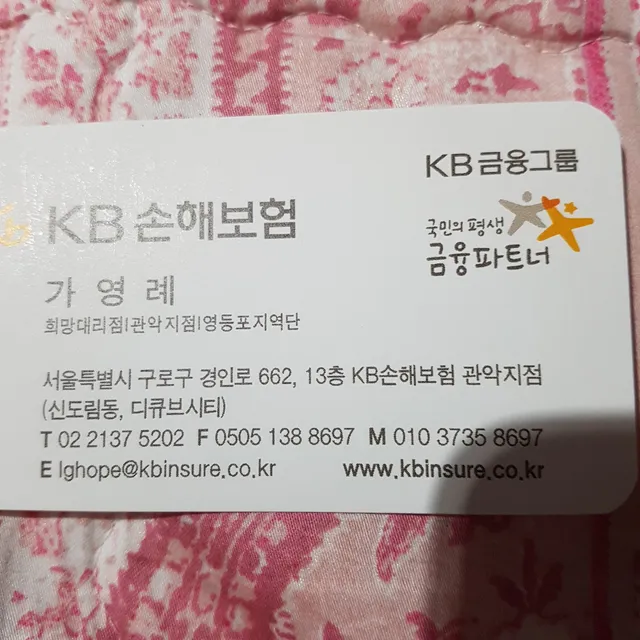 KB금융그룹
국민의 평생
금융파트너
KB손해보험
가영례
희망대리점|관악지점|영등포지역단
서울특별시 구로구 경인로 662, 13층 KB손해보험 관악지점
(신도림동, 디큐브시티)
T 02 2137 5202 F 0505 138 8697 M 010 3735 8697
E lghope@kbinsure.co.kr www.kbinsure.co.kr